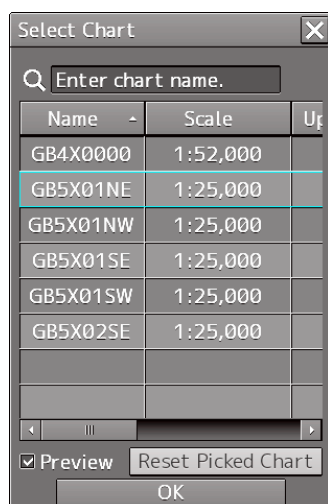 Select Chart
Enter chart name.
Name Scale Up
GB4X0000 1:52,000
GB5X01NE 1:25,000
GB5X01NW 1:25,000
GB5X01SE 1:25,000
GB5X01SW 1:25,000
GB5X02SE 1:25,000
Preview Reset Picked Chart
OK